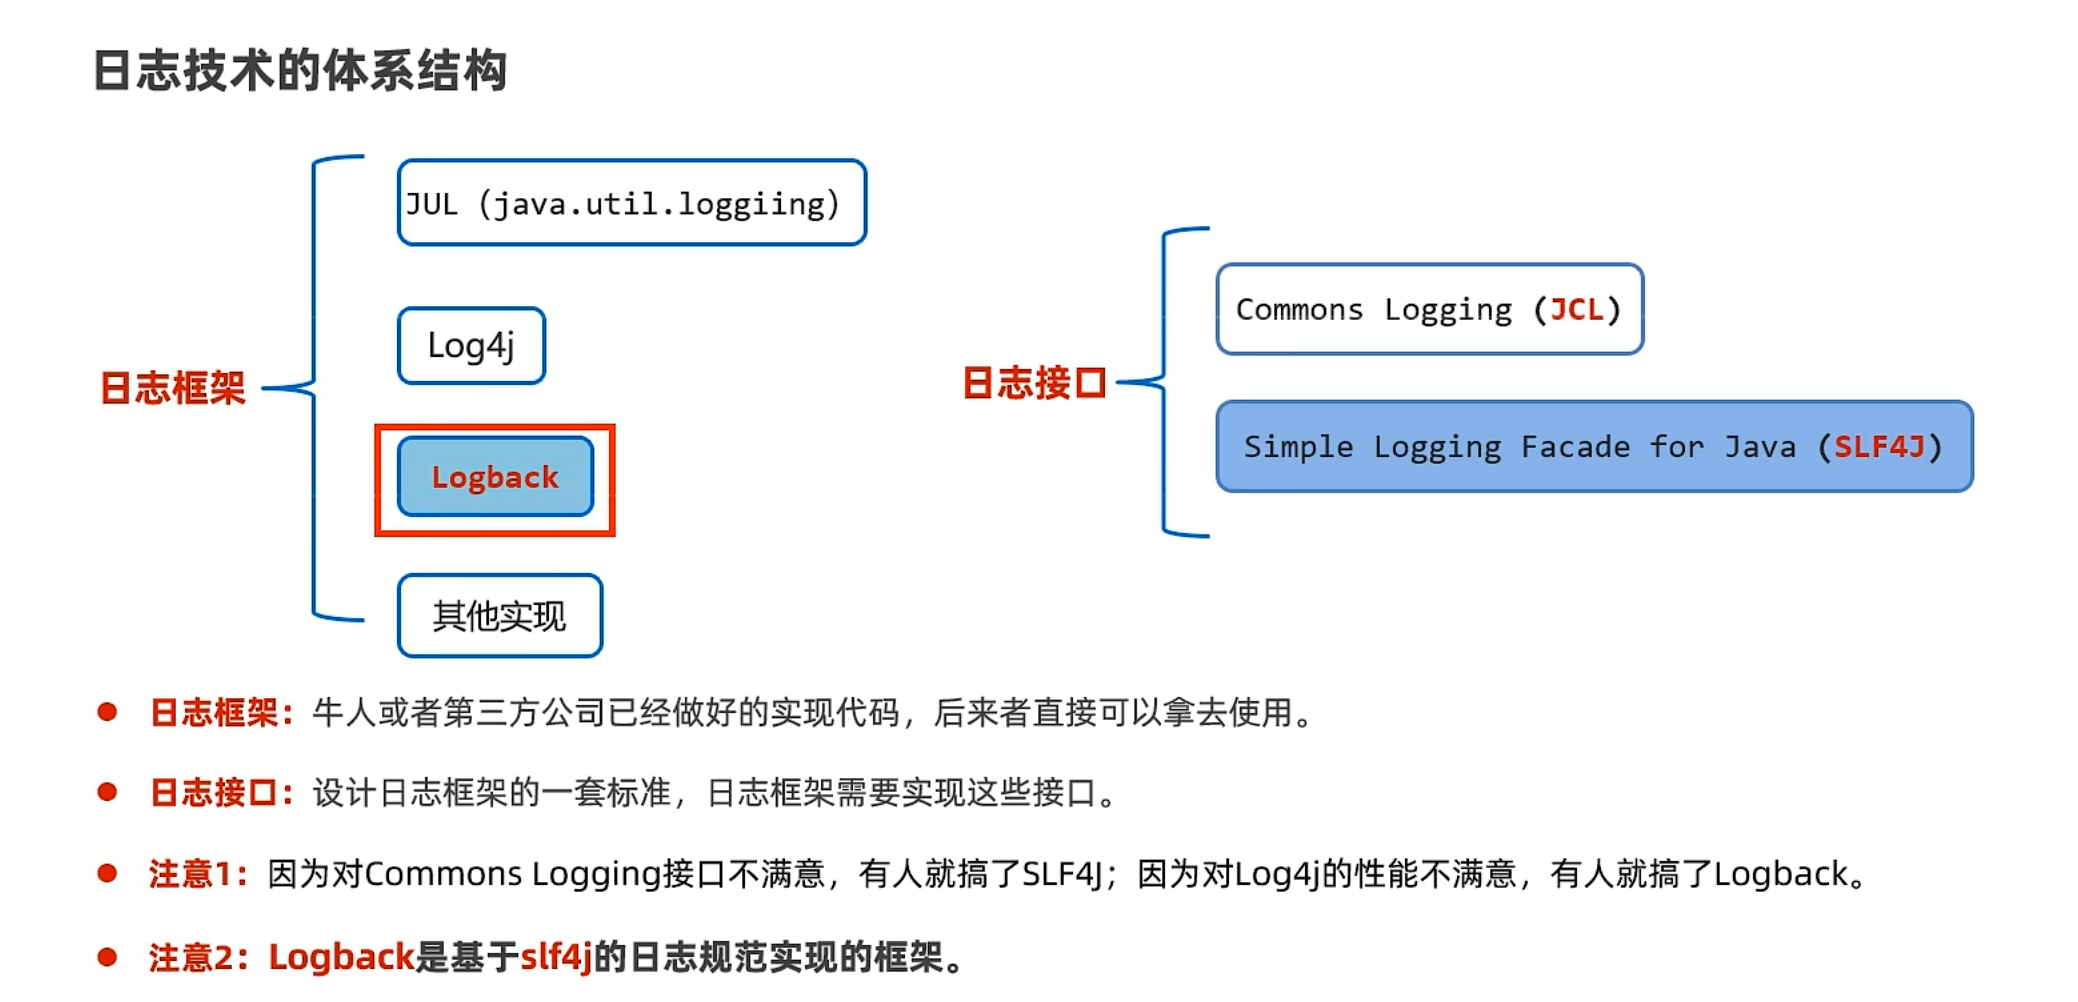 日志技术的体系结构
JUL (java.util.loggiing)
Log4j
日志框架
Logback
其他实现
日志接口
Commons Logging (JCL)
Simple Logging Facade for Java (SLF4J)
日志框架：牛人或者第三方公司已经做好的实现代码，后来者直接可以拿去使用。
日志接口：设计日志框架的一套标准，日志框架需要实现这些接口。
注意1：因为对Commons Logging接口不满意，有人就搞了SLF4J；因为对Log4j的性能不满意，有人就搞了Logback。
注意2：Logback是基于slf4j的日志规范实现的框架。